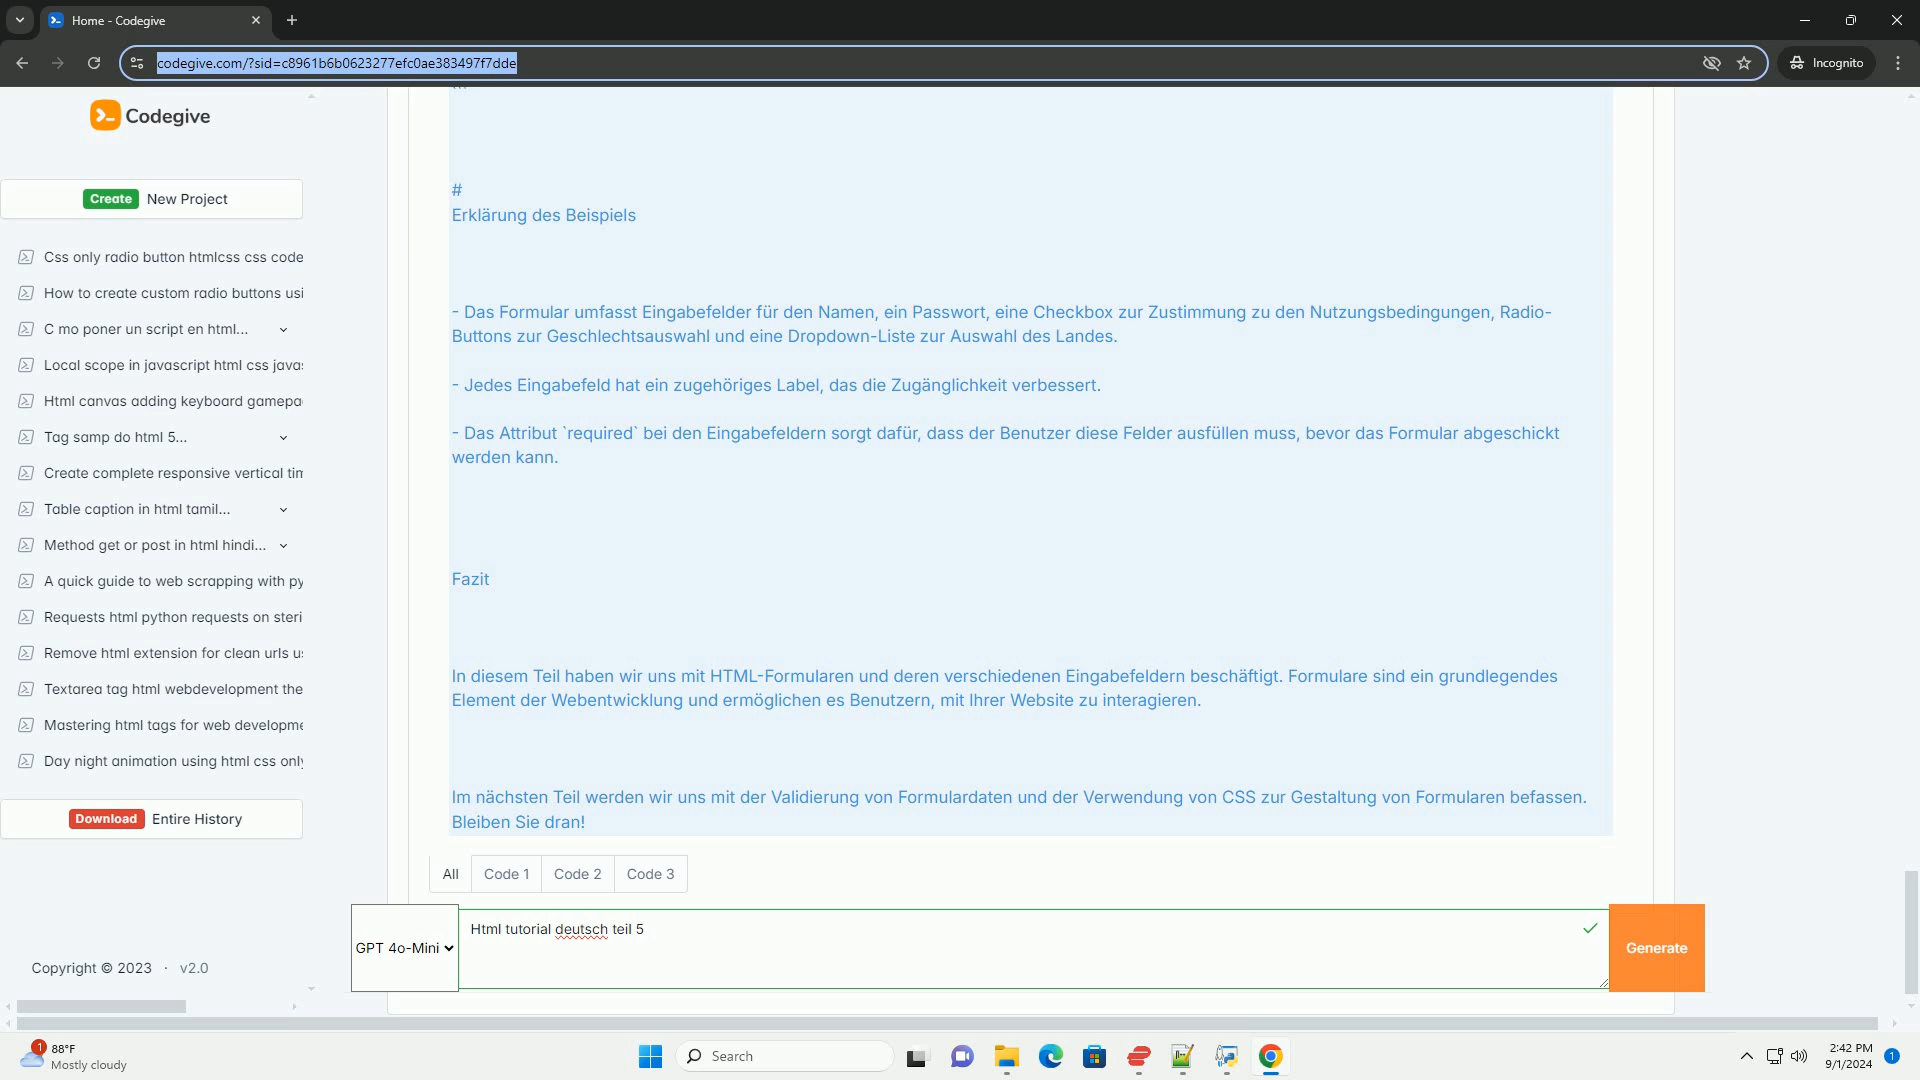 Home - Codegive
codegive.com/?sid=c8961b6b0623277efc0ae383497f7dde
Incognito
Codegive
Create New Project
Css only radio button htmlcss css code
How to create custom radio buttons usi
C mo poner un script en html...
Local scope in javascript html css javas
Html canvas adding keyboard gamepa
Tag samp do html 5...
Create complete responsive vertical tim
Table caption in html tamil...
Method get or post in html hindi...
A quick guide to web scrapping with py
Requests html python requests on steri
Remove html extension for clean urls us
Textarea tag html webdevelopment the
Mastering html tags for web developme
Day night animation using html css only
Download Entire History
Copyright © 2023 · v2.0
```
#
Erklärung des Beispiels
- Das Formular umfasst Eingabefelder für den Namen, ein Passwort, eine Checkbox zur Zustimmung zu den Nutzungsbedingungen, Radio-
Buttons zur Geschlechtsauswahl und eine Dropdown-Liste zur Auswahl des Landes.
- Jedes Eingabefeld hat ein zugehöriges Label, das die Zugänglichkeit verbessert.
- Das Attribut `required` bei den Eingabefeldern sorgt dafür, dass der Benutzer diese Felder ausfüllen muss, bevor das Formular abgeschickt
werden kann.
Fazit
In diesem Teil haben wir uns mit HTML-Formularen und deren verschiedenen Eingabefeldern beschäftigt. Formulare sind ein grundlegendes
Element der Webentwicklung und ermöglichen es Benutzern, mit Ihrer Website zu interagieren.
Im nächsten Teil werden wir uns mit der Validierung von Formulardaten und der Verwendung von CSS zur Gestaltung von Formularen befassen.
Bleiben Sie dran!
All Code 1 Code 2 Code 3
GPT 4o-Mini
Html tutorial deutsch teil 5
Generate
1
88°F
Mostly cloudy
Search
2:42 PM
9/1/2024
1